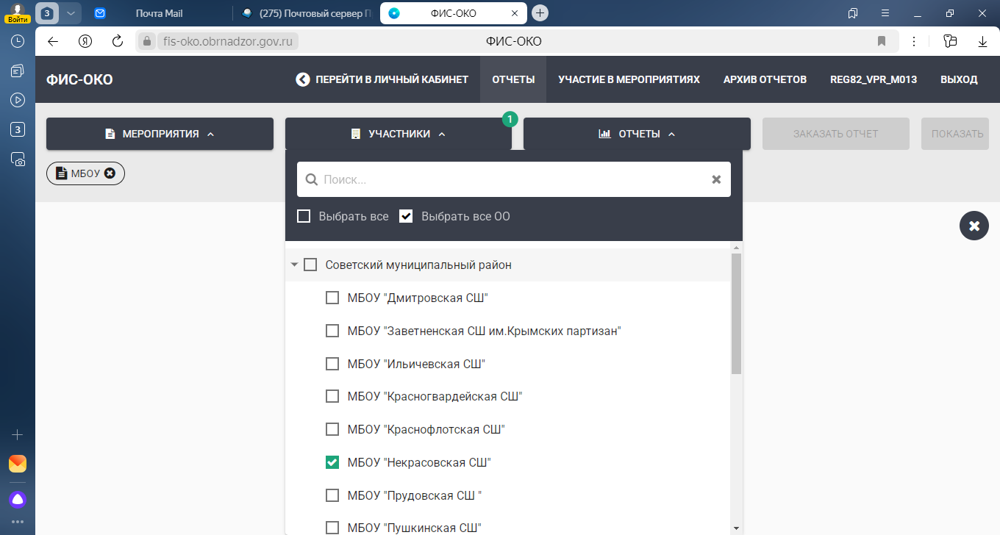 3
Почта Mail
(275) Почтовый сервер
ФИС-ОКО
Войти
fis-oko.obrnadzor.gov.ru
ФИС-ОКО
3
ФИС-ОКО
ПЕРЕЙТИ В ЛИЧНЫЙ КАБИНЕТ
ОТЧЕТЫ
УЧАСТИЕ В МЕРОПРИЯТИЯХ
АРХИВ ОТЧЕТОВ
REG82_VPR_M013
ВЫХОД
МЕРОПРИЯТИЯ
УЧАСТНИКИ
1
ОТЧЕТЫ
ЗАКАЗАТЬ ОТЧЕТ
ПОКАЗАТЬ
МБОУ
Поиск...
Выбрать все
Выбрать все ОО
Советский муниципальный район
МБОУ "Дмитровская СШ"
МБОУ "Заветненская СШ им.Крымских партизан"
МБОУ "Ильичевская СШ"
МБОУ "Красногвардейская СШ"
МБОУ "Краснофлотская СШ"
МБОУ "Некрасовская СШ"
МБОУ "Прудовская СШ "
МБОУ "Пушкинская СШ"